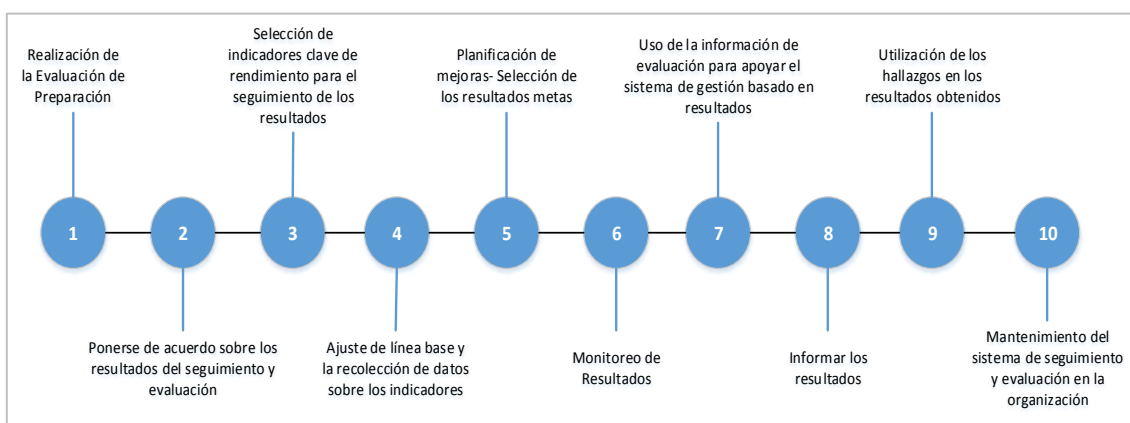 Realización de
la Evaluación de
Preparación
Selección de
indicadores clave de
rendimiento para el
seguimiento de los
resultados
Planificación de
mejoras- Selección de
los resultados metas
Uso de la información de
evaluación para apoyar el
sistema de gestión basado en
resultados
Utilización de los
hallazgos en los
resultados obtenidos
1
2
3
4
5
6
7
8
9
10
Ponerse de acuerdo sobre los
resultados del seguimiento y
evaluación
Ajuste de línea base y
la recolección de datos
sobre los indicadores
Monitoreo de
Resultados
Informar los
resultados
Mantenimiento del
sistema de seguimiento
y evaluación en la
organización